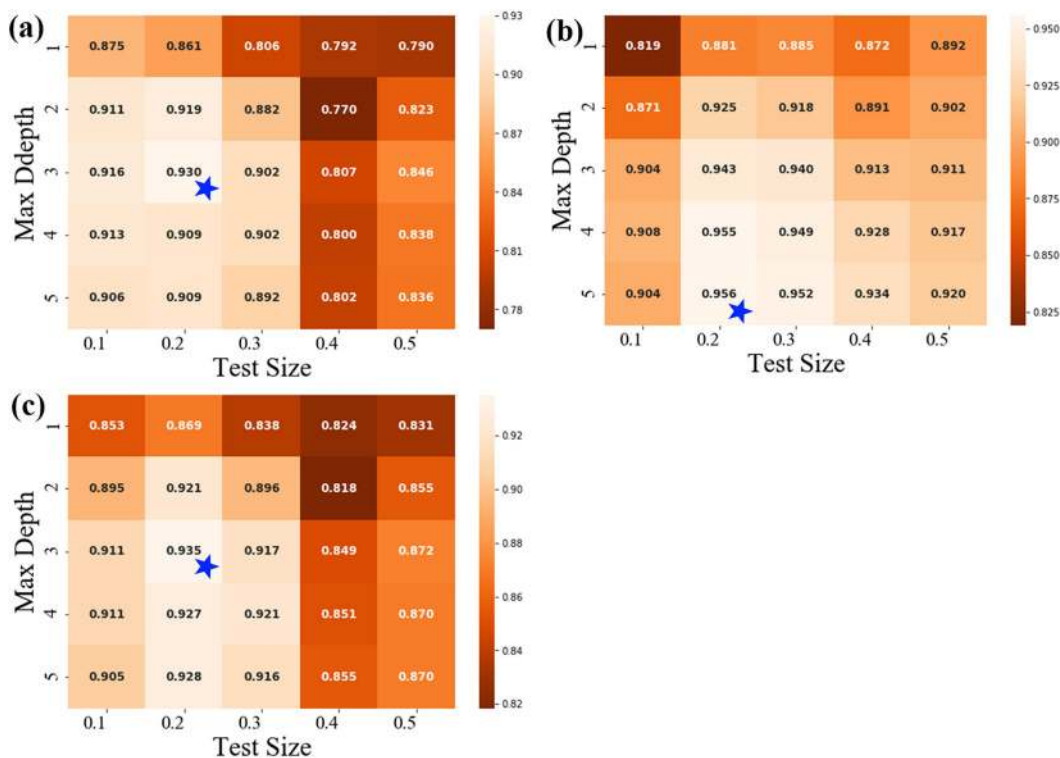 (a)
Max Ddepth
1 0.875 0.861 0.806 0.792 0.790
2 0.911 0.919 0.882 0.770 0.823
3 0.916 0.930 0.902 0.807 0.846
4 0.913 0.909 0.902 0.800 0.838
5 0.906 0.909 0.892 0.802 0.836
0.1 0.2 0.3 0.4 0.5
Test Size
0.93
0.90
0.87
0.84
0.81
0.78
(b)
Max Depth
1 0.819 0.881 0.885 0.872 0.892
2 0.871 0.925 0.918 0.891 0.902
3 0.904 0.943 0.940 0.913 0.911
4 0.908 0.955 0.949 0.928 0.917
5 0.904 0.956 0.952 0.934 0.920
0.1 0.2 0.3 0.4 0.5
Test Size
0.950
0.925
0.900
0.875
0.850
0.825
(c)
Max Depth
1 0.853 0.869 0.838 0.824 0.831
2 0.895 0.921 0.896 0.818 0.855
3 0.911 0.935 0.917 0.849 0.872
4 0.911 0.927 0.921 0.851 0.870
5 0.905 0.928 0.916 0.855 0.870
0.1 0.2 0.3 0.4 0.5
Test Size
0.92
0.90
0.88
0.86
0.84
0.82